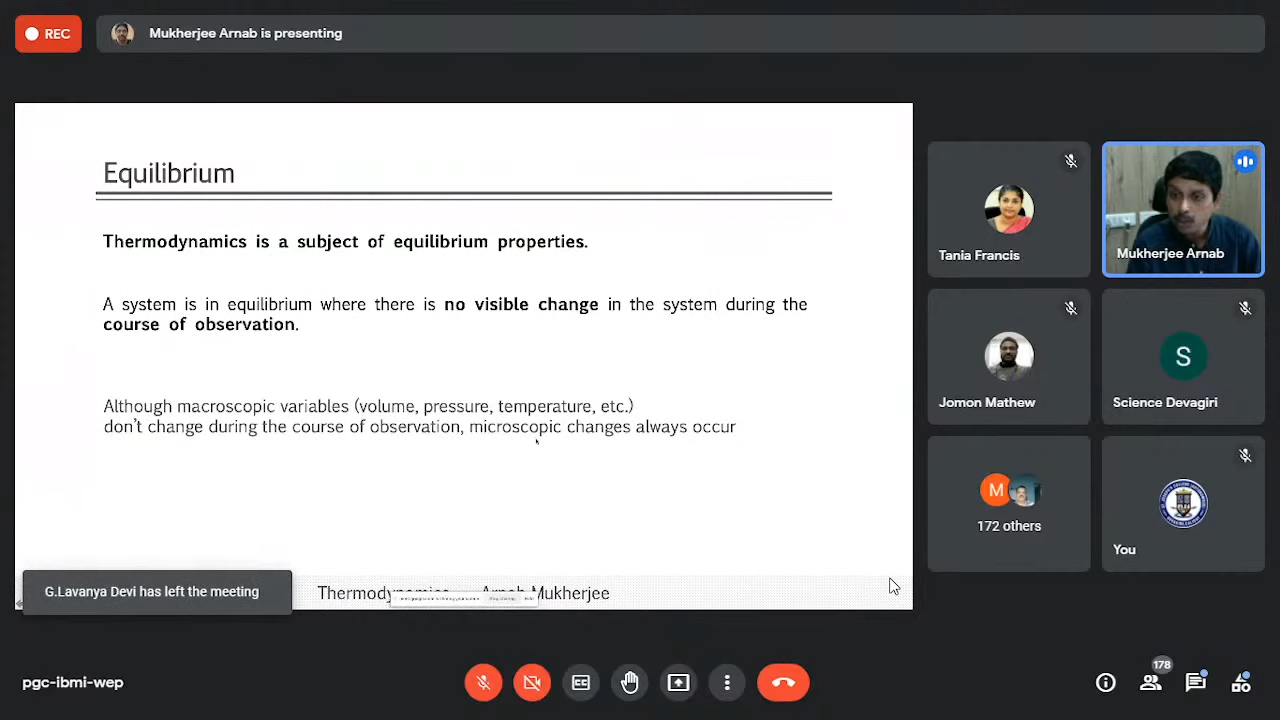 REC
Mukherjee Arnab is presenting
Equilibrium
Thermodynamics is a subject of equilibrium properties.
A system is in equilibrium where there is no visible change in the system during the
course of observation.
Although macroscopic variables (volume, pressure, temperature, etc.)
don't change during the course of observation, microscopic changes always occur
Thermodynamics Arnab Mukherjee
G.Lavanya Devi has left the meeting
Tania Francis
Mukherjee Arnab
Jomon Mathew
S
Science Devagiri
M
172 others
You
pgc-ibmi-wep
CC
178